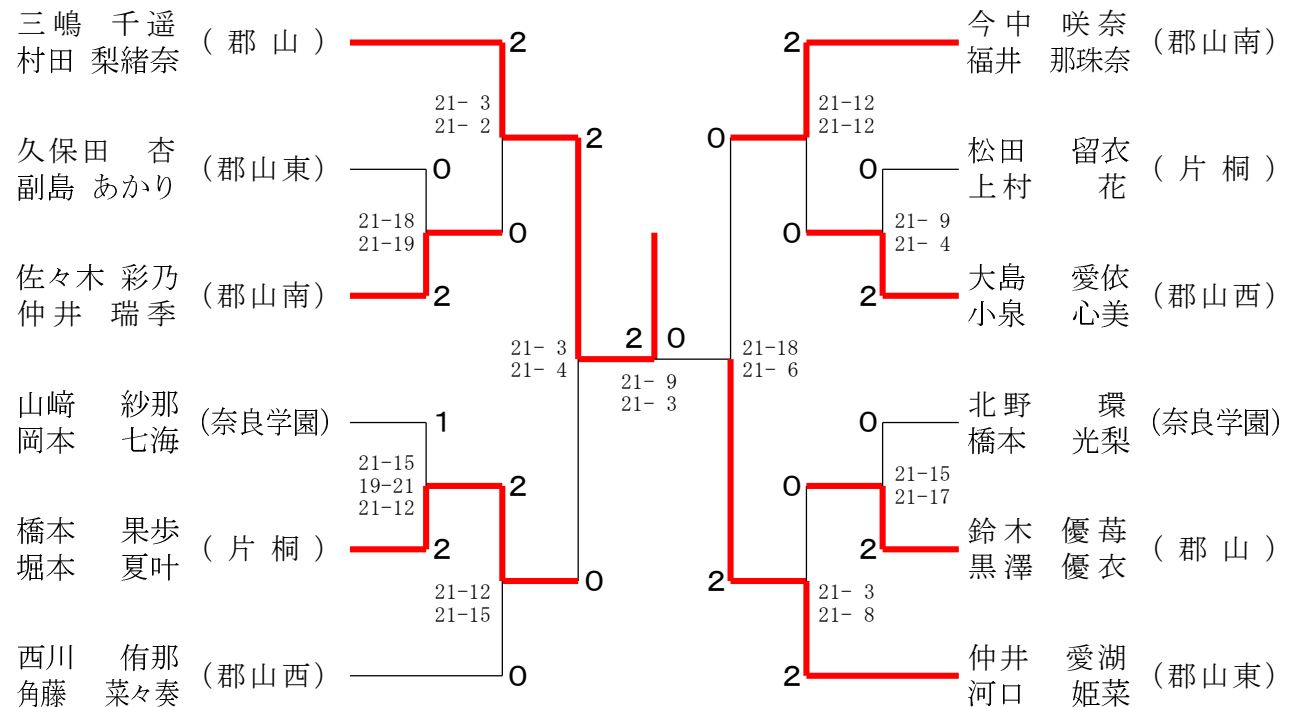 三嶋 千遥
村田 梨緒奈
(郡山)
2
21- 3
21- 2
久保田 杏
副島 あかり
(郡山東)
0
21-18
21-19
佐々木 彩乃
仲井 瑞季
(郡山南)
2
0
2
21- 3
21- 4
山﨑 紗那
岡本 七海
(奈良学園)
1
21-15
19-21
21-12
橋本 果歩
堀本 夏叶
(片桐)
2
2
21-12
21-15
西川 侑那
角藤 菜々奏
(郡山西)
0
0
2 0
21- 9
21- 3
今中 咲奈
福井 那珠奈
(郡山南)
2
21-12
21-12
松田 留衣
上村 花
(片桐)
0
21- 9
21- 4
大島 愛依
小泉 心美
(郡山西)
2
0
0
21-18
21- 6
北野 環
橋本 光梨
(奈良学園)
0
21-15
21-17
鈴木 優苺
黒澤 優衣
(郡山)
2
0
21- 3
21- 8
仲井 愛湖
河口 姫菜
(郡山東)
2
2